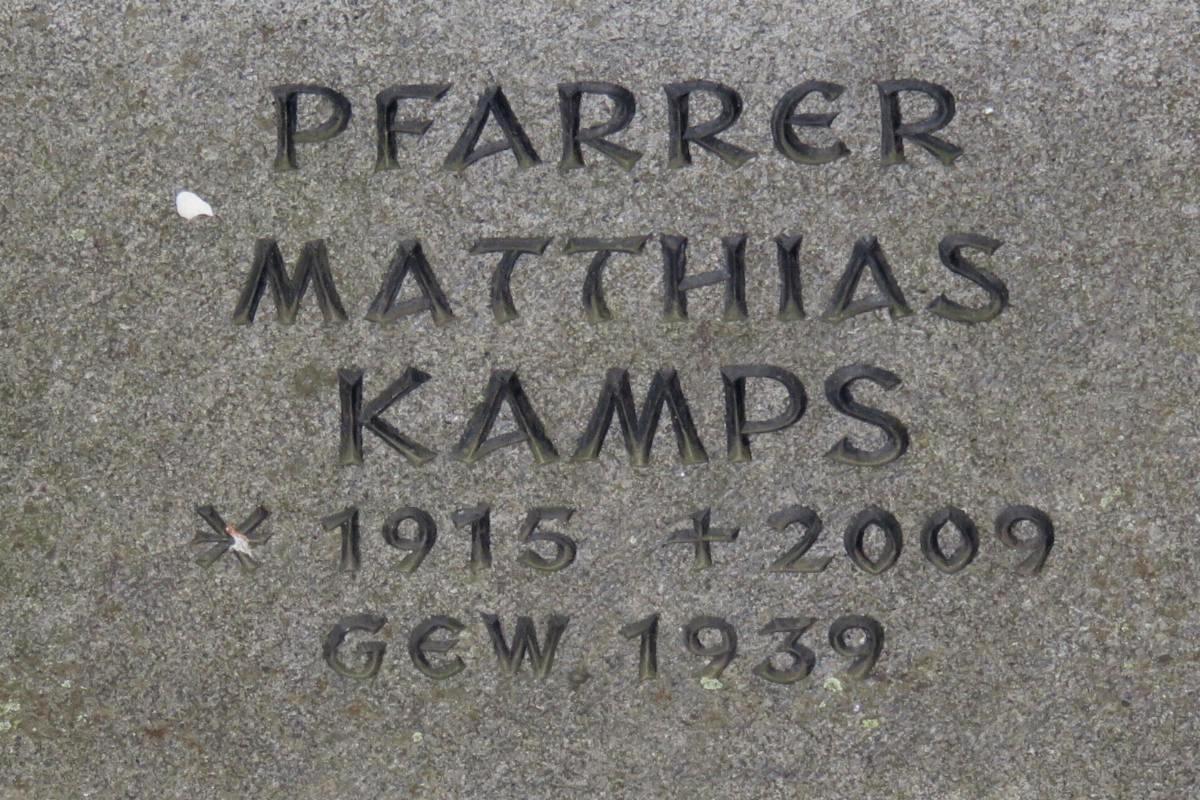 PFARRER
MATTHIAS
KAMPS
* 1915 + 2009
GEW. 1939